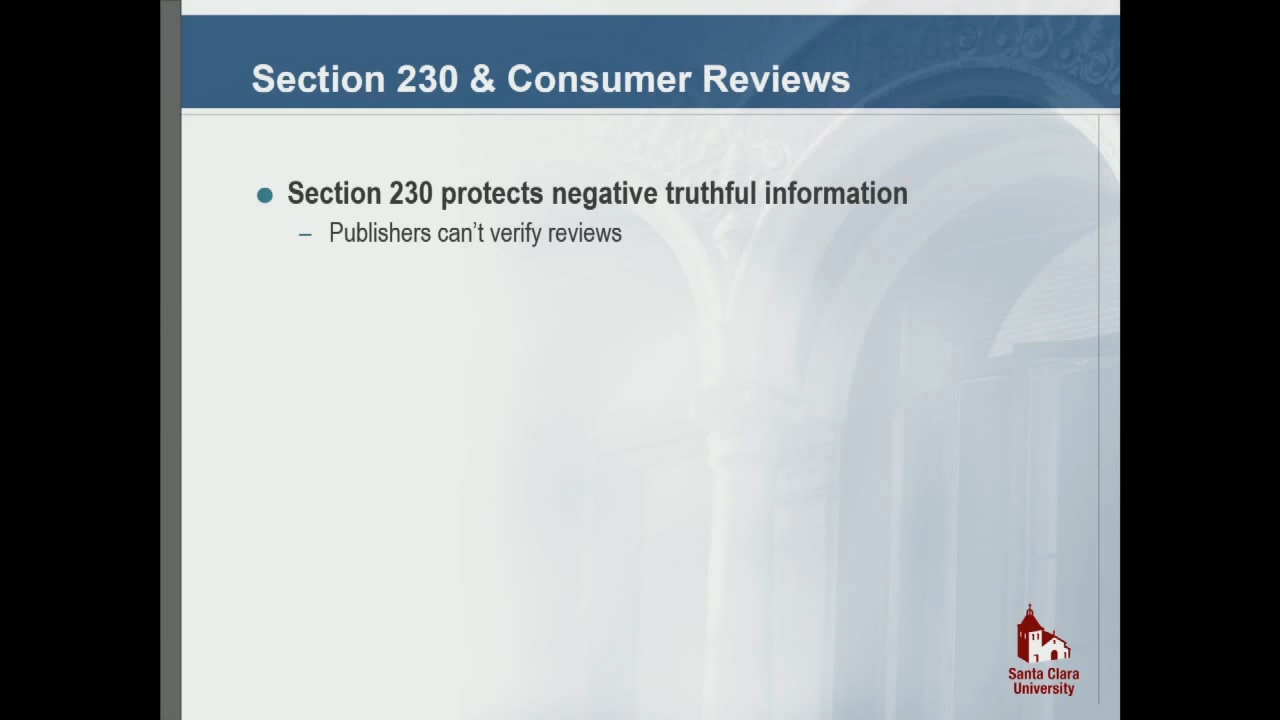 Section 230 & Consumer Reviews
● Section 230 protects negative truthful information
– Publishers can’t verify reviews
Santa Clara
University